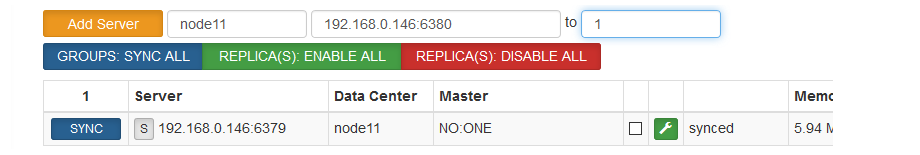 Add Server node11 192.168.0.146:6380 to 1
GROUPS: SYNC ALL REPLICA(S): ENABLE ALL REPLICA(S): DISABLE ALL
1 Server Data Center Master
SYNC S 192.168.0.146:6379 node11 NO:ONE synced 5.94